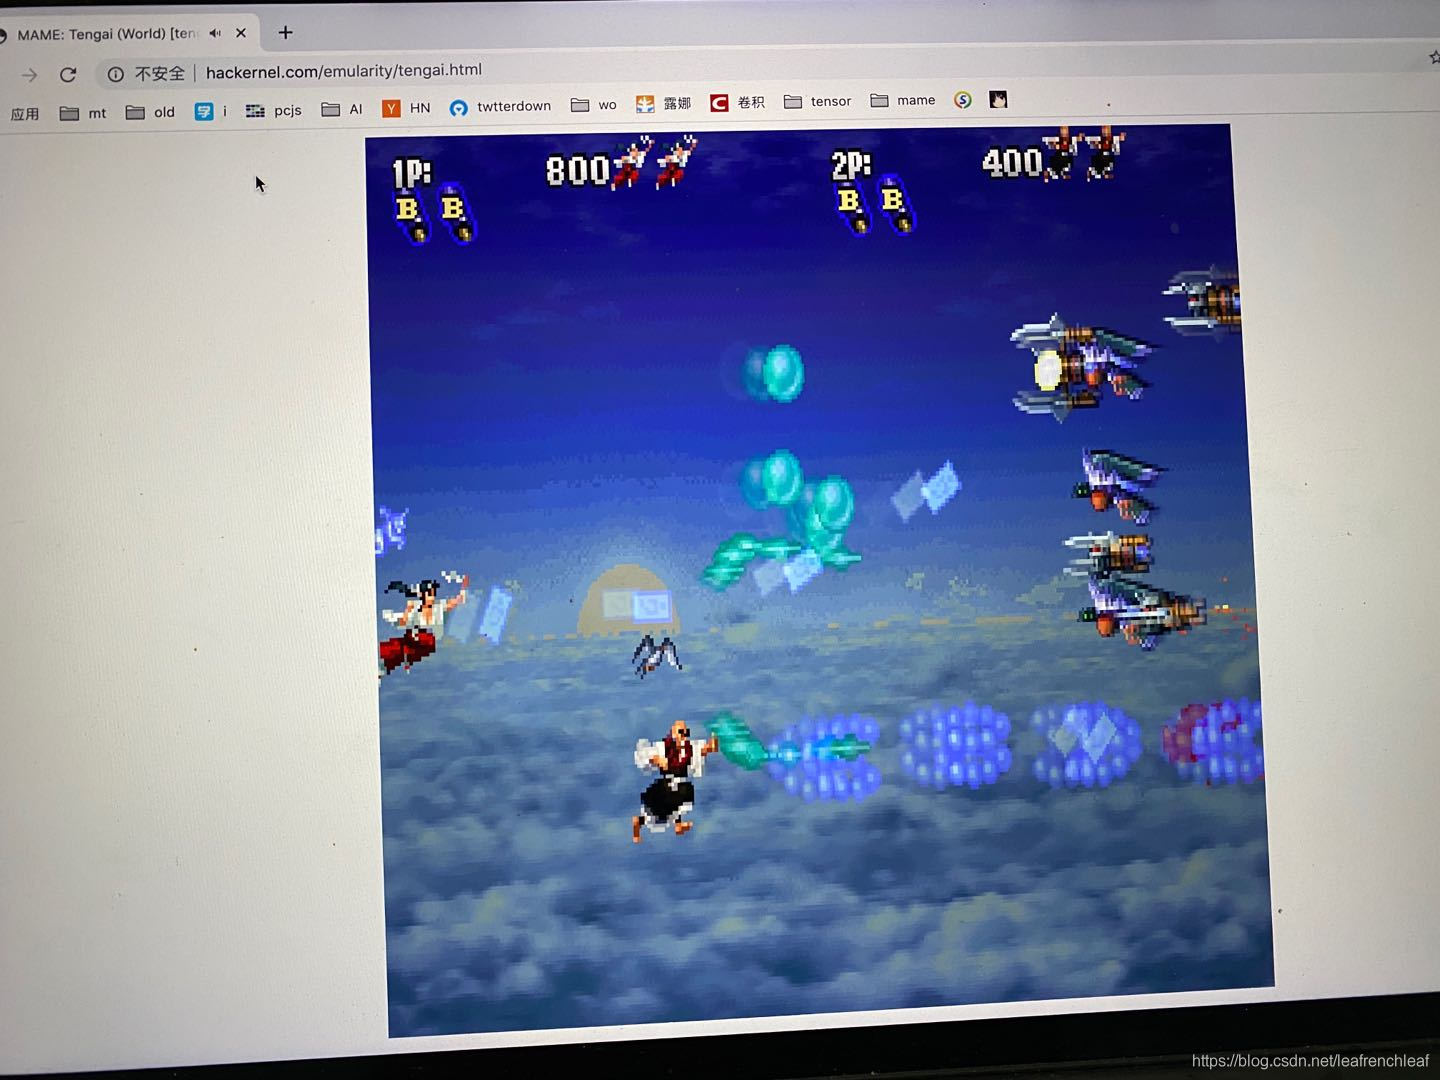 MAME: Tengai (World) [ten
不安全 hackernel.com/emularity/tengai.html
应用 mt old 字 i pcjs AI Y HN twtterdown wo 露娜 C 卷积 tensor mame S
1P: 800 2P: 400
B B B B
https://blog.csdn.net/leafrenchleaf